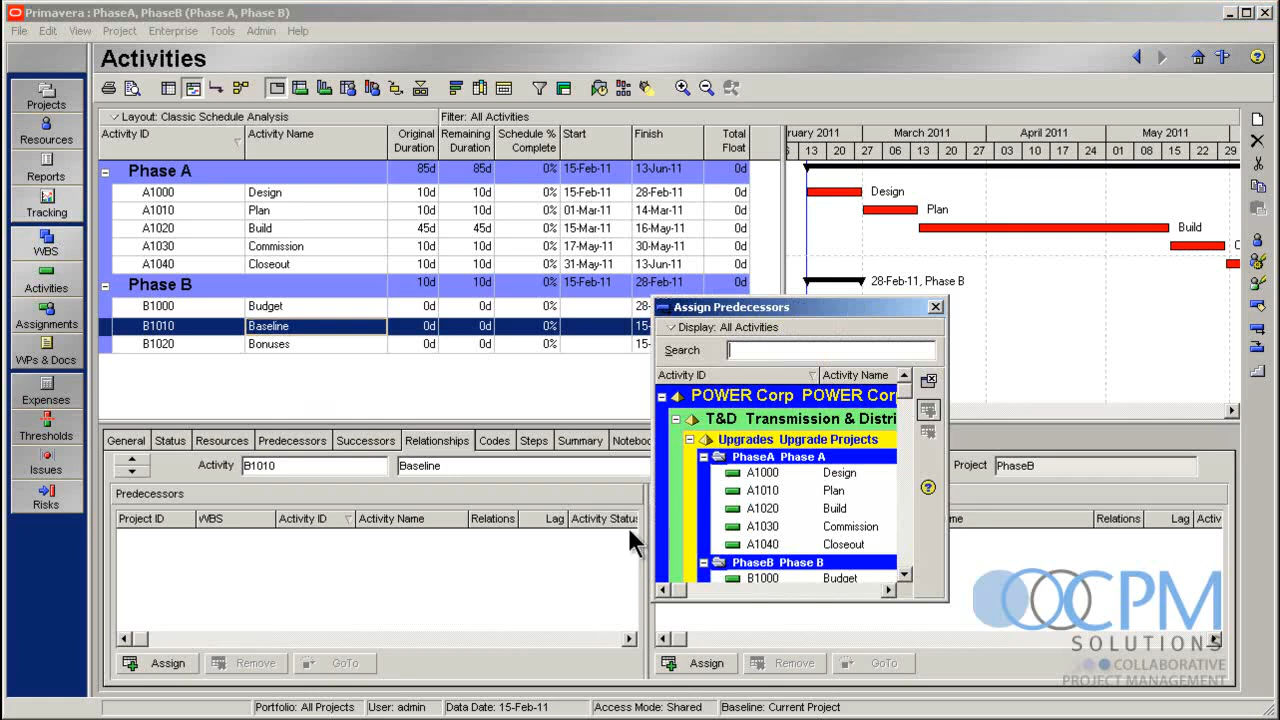 Primavera : PhaseA, PhaseB (Phase A, Phase B)
File Edit View Project Enterprise Tools Admin Help
Activities
Projects
Resources
Reports
Tracking
WBS
Activities
Assignments
WPs & Docs
Expenses
Thresholds
Issues
Risks
Layout: Classic Schedule Analysis Filter: All Activities
Activity ID Activity Name Original Duration Remaining Duration Schedule % Complete Start Finish Total Float
ruary 2011 March 2011 April 2011 May 2011
13 20 27 06 13 20 27 03 10 17 24 01 08 15 22 29
Phase A 85d 85d 0% 15-Feb-11 13-Jun-11 0d
A1000 Design 10d 10d 0% 15-Feb-11 28-Feb-11 0d Design
A1010 Plan 10d 10d 0% 01-Mar-11 14-Mar-11 0d Plan
A1020 Build 45d 45d 0% 15-Mar-11 16-May-11 0d Build
A1030 Commission 10d 10d 0% 17-May-11 30-May-11 0d
A1040 Closeout 10d 10d 0% 31-May-11 13-Jun-11 0d
Phase B 0d 0d 0% 15-Feb-11 28-Feb-11 0d 28-Feb-11, Phase B
B1000 Budget 0d 0d 0% 28-
B1010 Baseline 0d 0d 0% 15-
B1020 Bonuses 0d 0d 0% 15-
Assign Predecessors
Display: All Activities
Search
Activity ID Activity Name
POWER Corp POWER Cor
T&D Transmission & Distri
Upgrades Upgrade Projects
PhaseA Phase A
A1000 Design
A1010 Plan
A1020 Build
A1030 Commission
A1040 Closeout
PhaseB Phase B
B1000 Budget
General Status Resources Predecessors Successors Relationships Codes Steps Summary Noteboo
Activity B1010 Baseline Project PhaseB
Predecessors
Project ID WBS Activity ID Activity Name Relations Lag Activity Status
me Relations Lag Activ
Assign Remove GoTo
Assign Remove GoTo
CPM
SOLUTIONS
COLLABORATIVE
PROJECT MANAGEMENT
Portfolio: All Projects User: admin Data Date: 15-Feb-11 Access Mode: Shared Baseline: Current Project